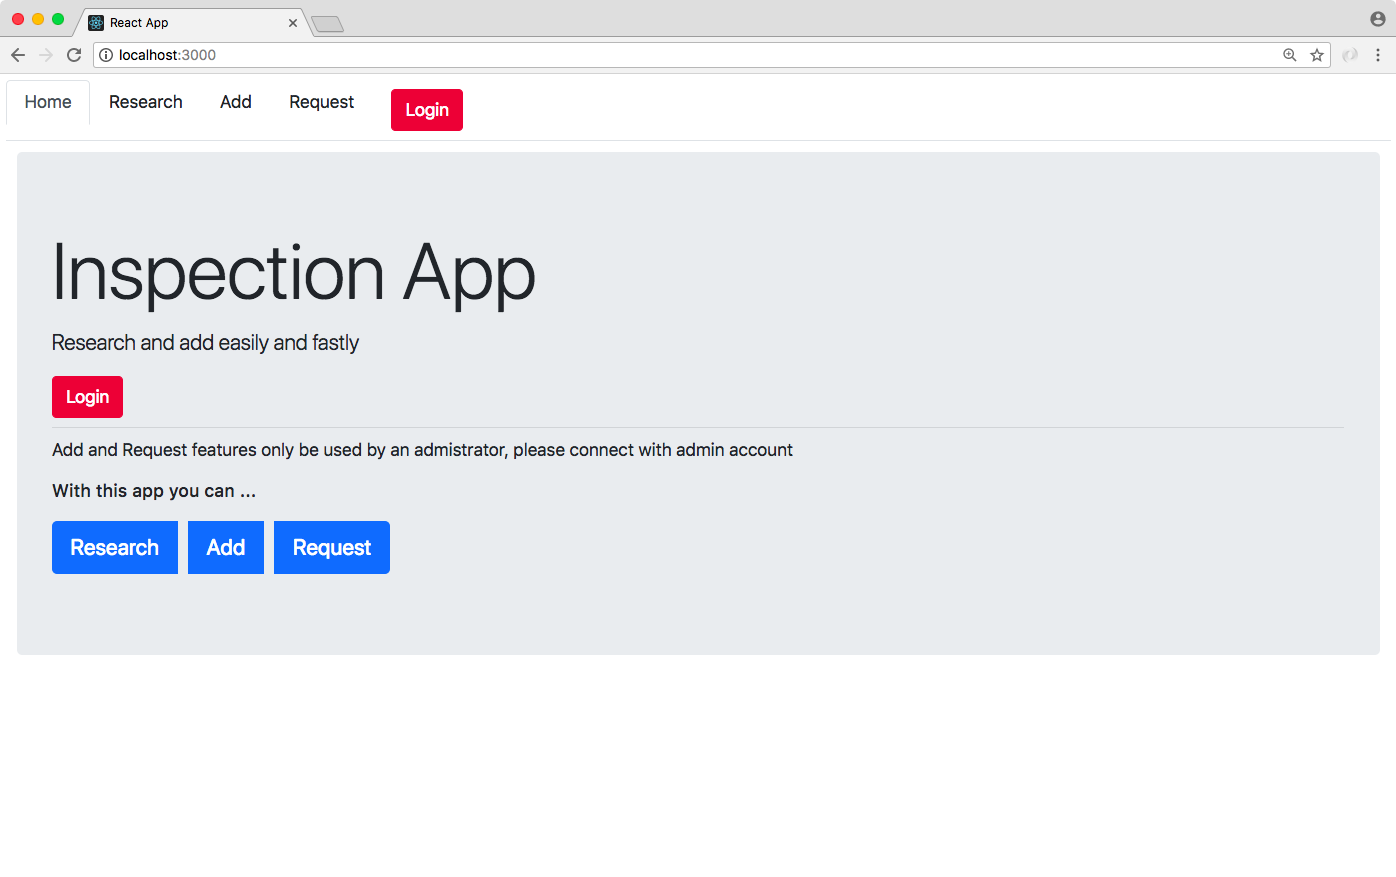 React App
localhost:3000
Home Research Add Request Login
Inspection App
Research and add easily and fastly
Login
Add and Request features only be used by an admistrator, please connect with admin account
With this app you can ...
Research Add Request